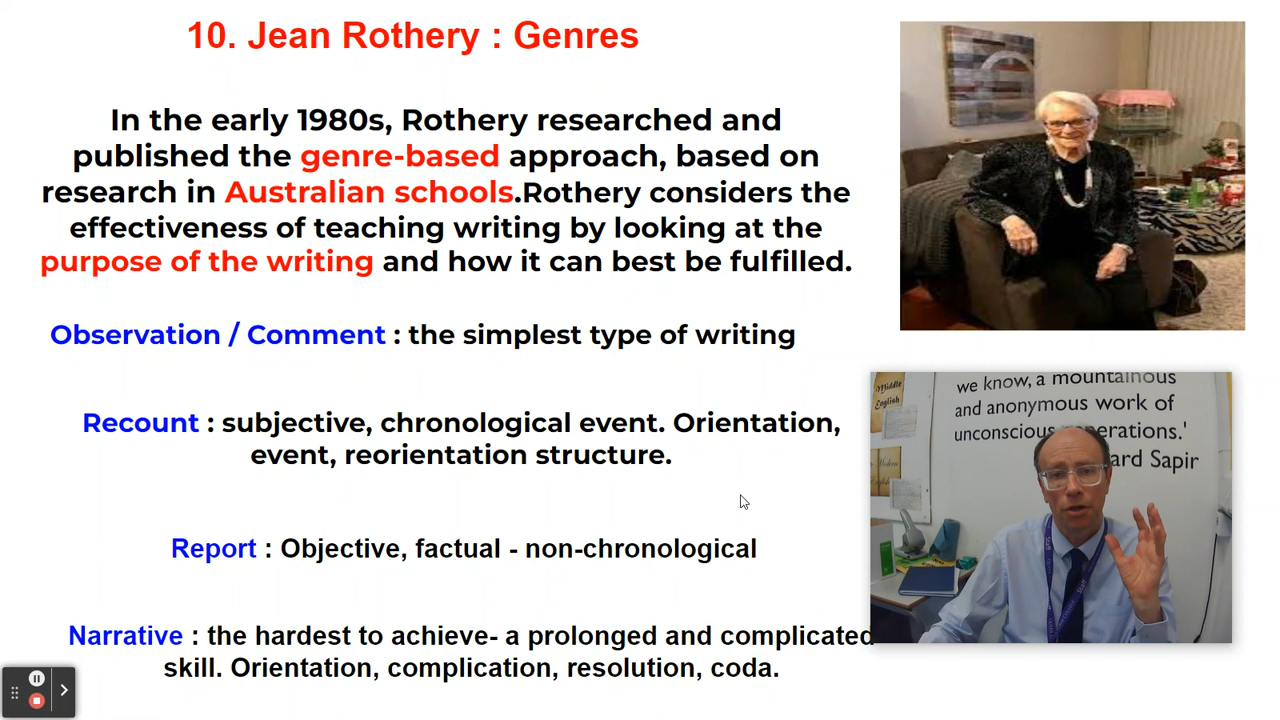 10. Jean Rothery : Genres
In the early 1980s, Rothery researched and
published the genre-based approach, based on
research in Australian schools.Rothery considers the
effectiveness of teaching writing by looking at the
purpose of the writing and how it can best be fulfilled.
Observation / Comment : the simplest type of writing
Recount : subjective, chronological event. Orientation,
event, reorientation structure.
Report : Objective, factual - non-chronological
Narrative : the hardest to achieve- a prolonged and complicated
skill. Orientation, complication, resolution, coda.
Middle
English
we know, a mountainous
and anonymous work of
unconscious
ard Sapir